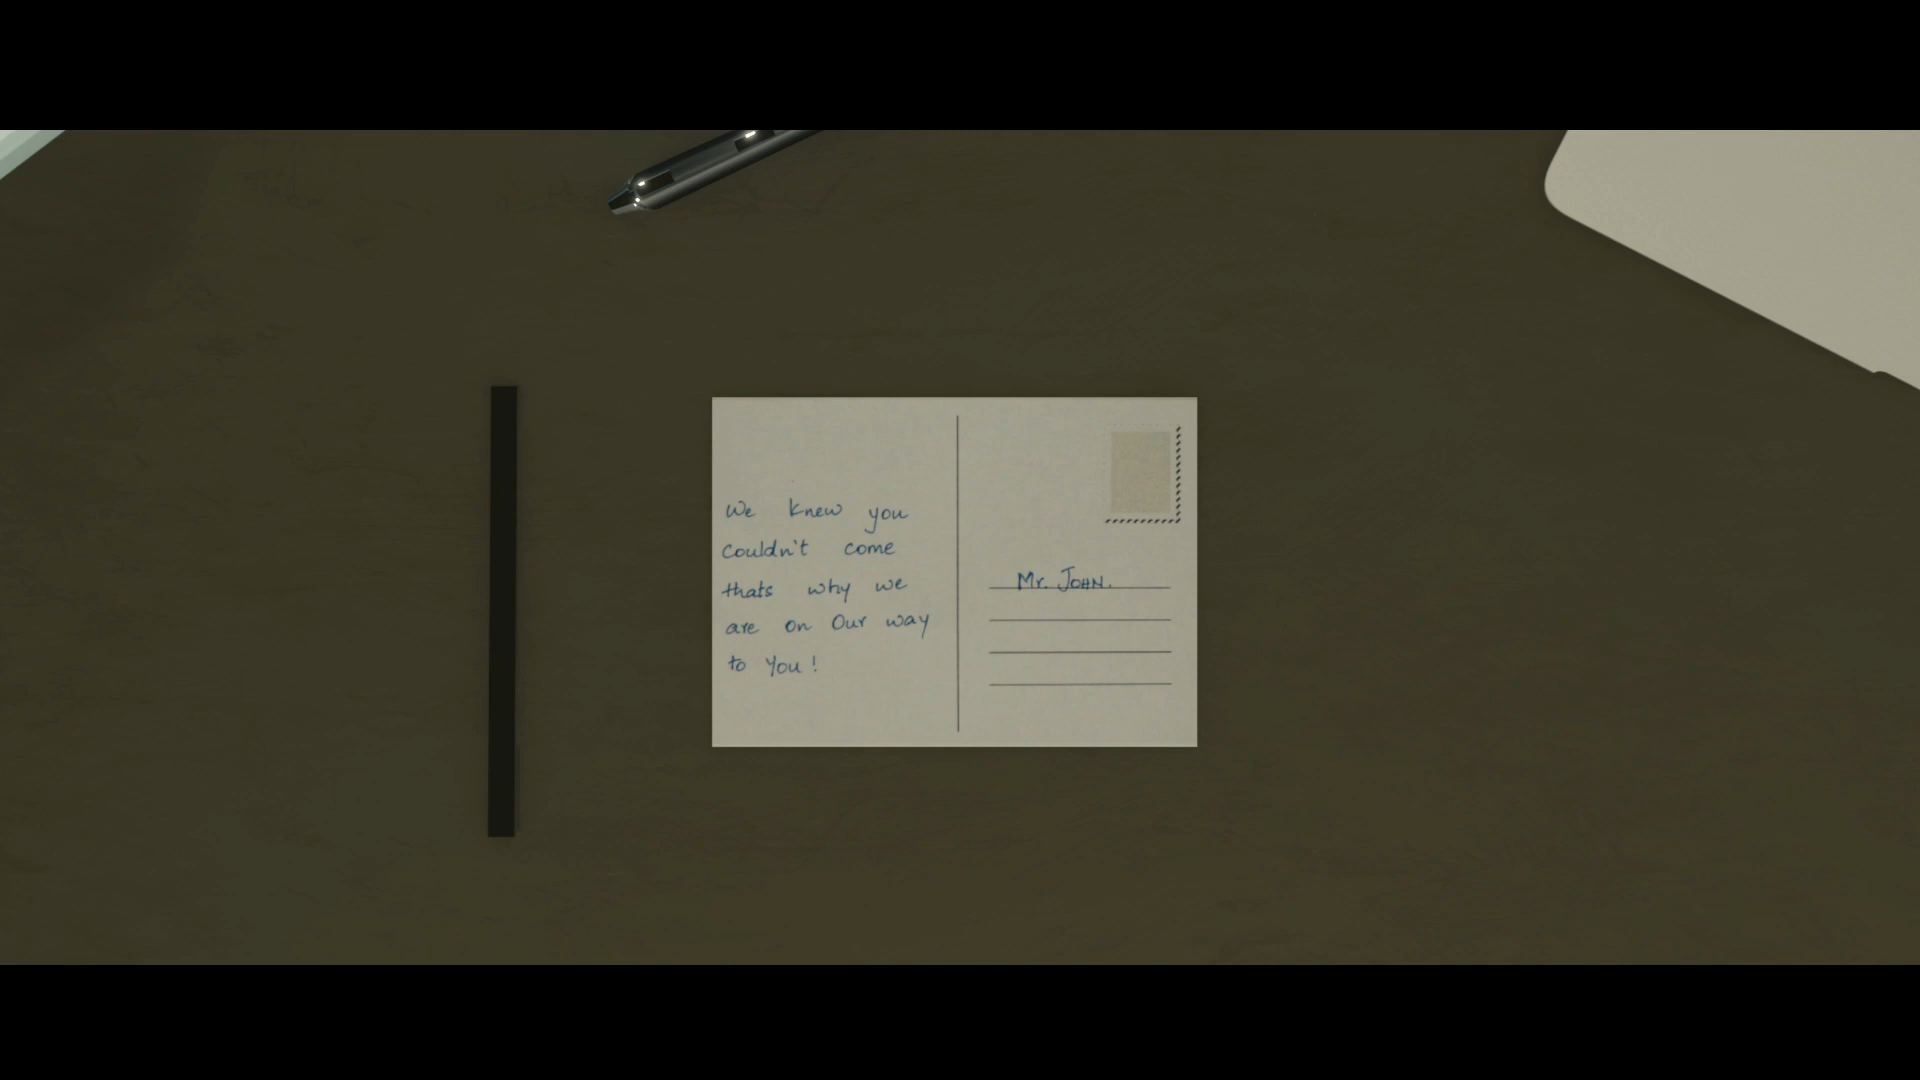 We knew you
couldn't come
thats why we
are on Our way
to You!
Mr. JOHN.